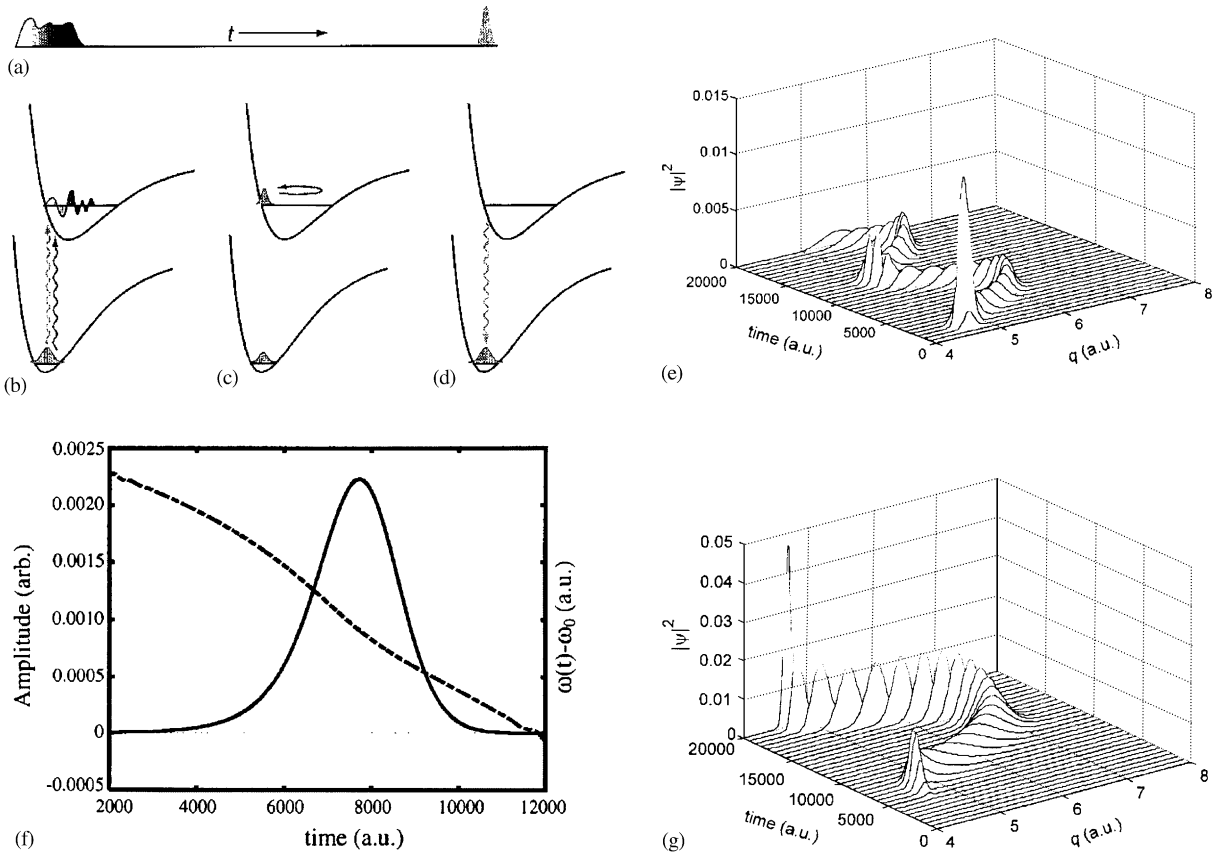 t
(a)
(b)
(c)
(d)
0.015
0.01
0.005
0
|ψ|²
20000
15000
10000
5000
0
time (a.u.)
4
5
6
7
8
q (a.u.)
(e)
0.0025
0.0020
0.0015
0.0010
0.0005
0
-0.0005
Amplitude (arb.)
ω(t)-ω₀ (a.u.)
2000
4000
6000
8000
10000
12000
time (a.u.)
(f)
0.05
0.04
0.03
0.02
0.01
0
|ψ|²
20000
15000
10000
5000
0
time (a.u.)
4
5
6
7
8
q (a.u.)
(g)